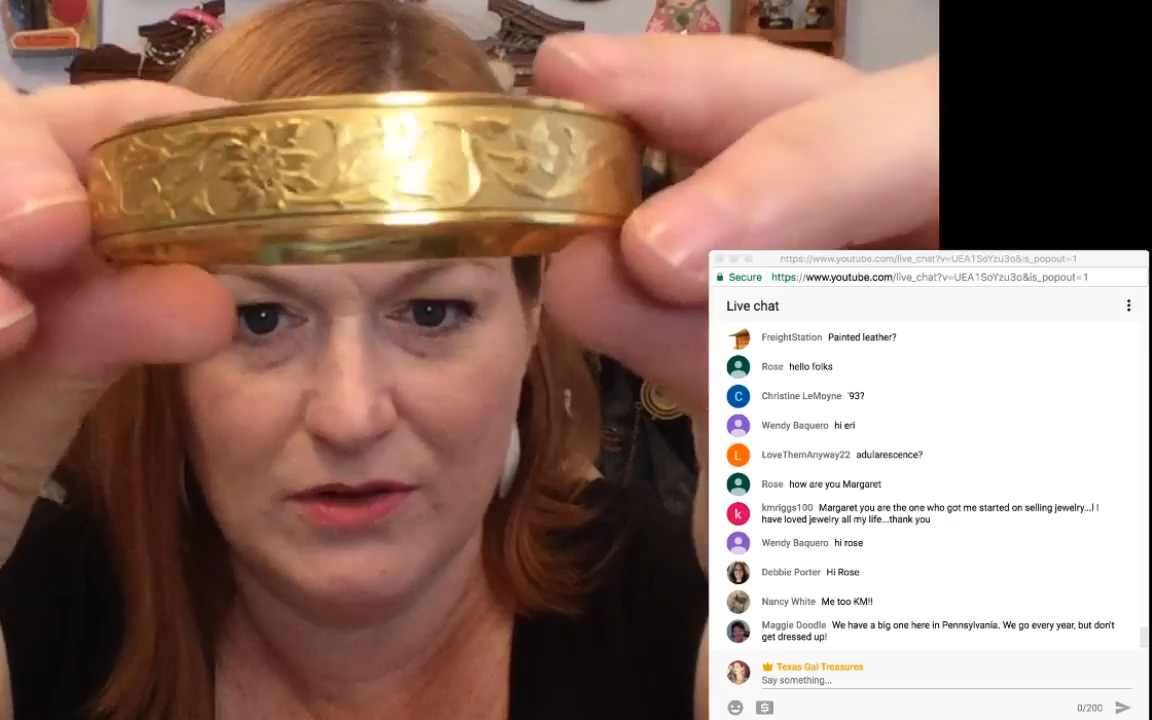 https://www.youtube.com/live_chat?v=UEA1SoYzu3o&is_popout=1
Secure https://www.youtube.com/live_chat?v=UEA1SoYzu3o&is_popout=1
Live chat
FreightStation Painted leather?
Rose hello folks
C Christine LeMoyne '93?
Wendy Baquero hi eri
L LoveThemAnyway22 adularescence?
Rose how are you Margaret
k kmriggs100 Margaret you are the one who got me started on selling jewelry...I I
have loved jewelry all my life...thank you
Wendy Baquero hi rose
Debbie Porter Hi Rose
Nancy White Me too KM!!
Maggie Doodle We have a big one here in Pennsylvania. We go every year, but don't
get dressed up!
Texas Gal Treasures
Say something...
0/200